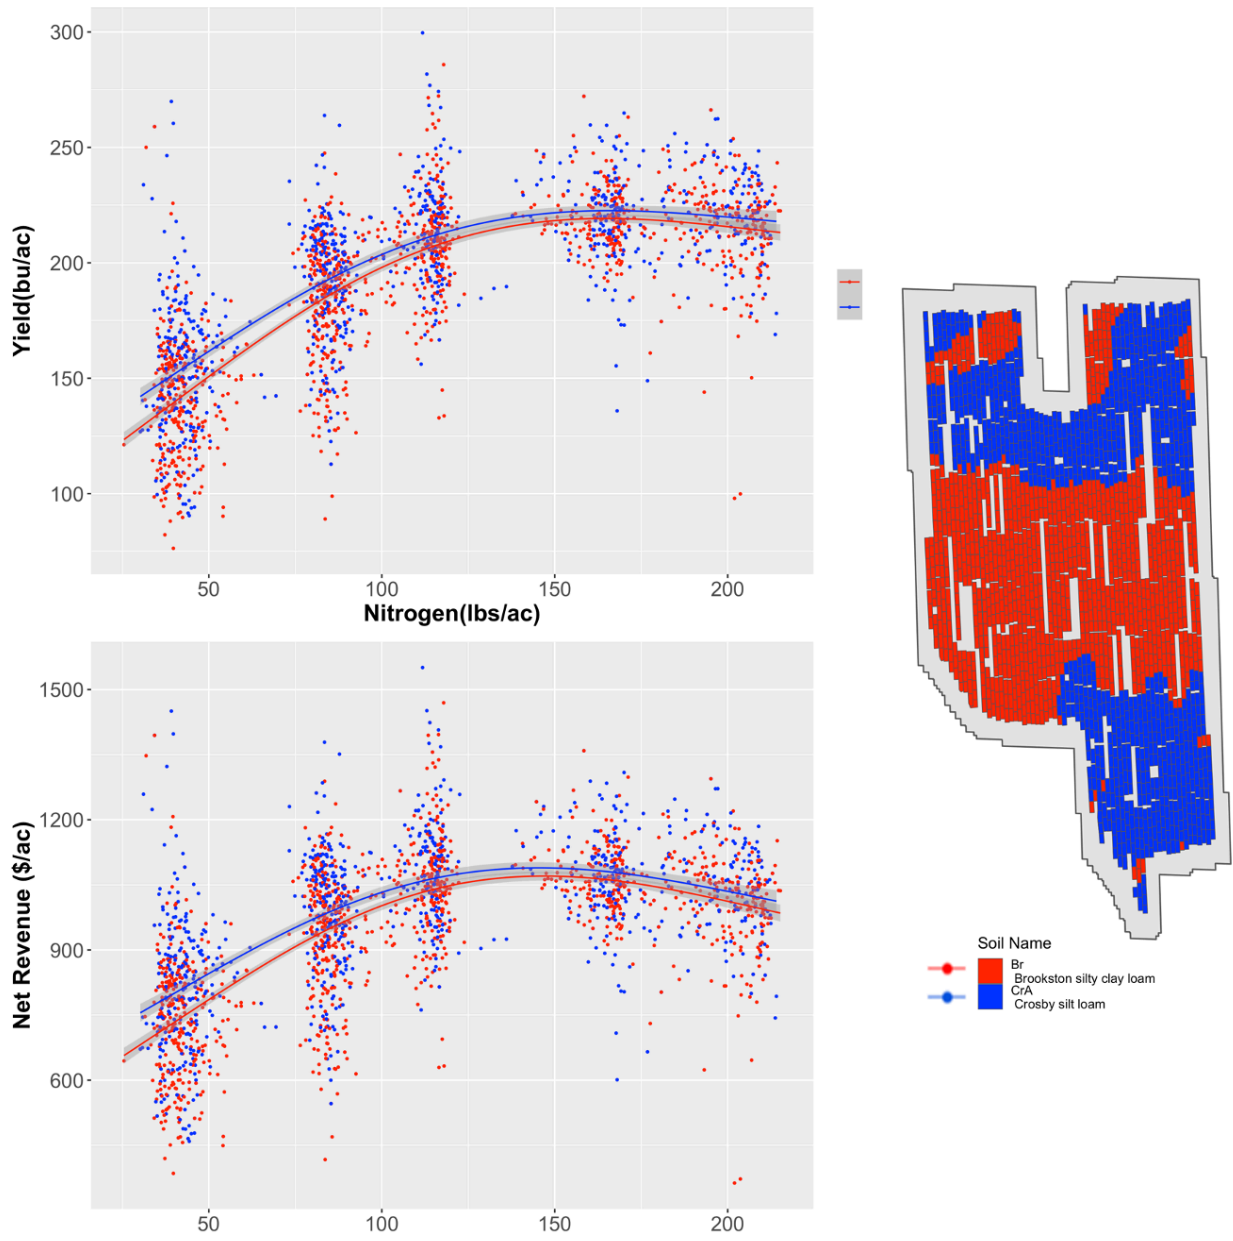 300
250
200
150
100
Yield(bu/ac)
50
100
150
200
Nitrogen(lbs/ac)
1500
1200
900
600
Net Revenue ($/ac)
50
100
150
200
Soil Name
Br
Brookston silty clay loam
CrA
Crosby silt loam